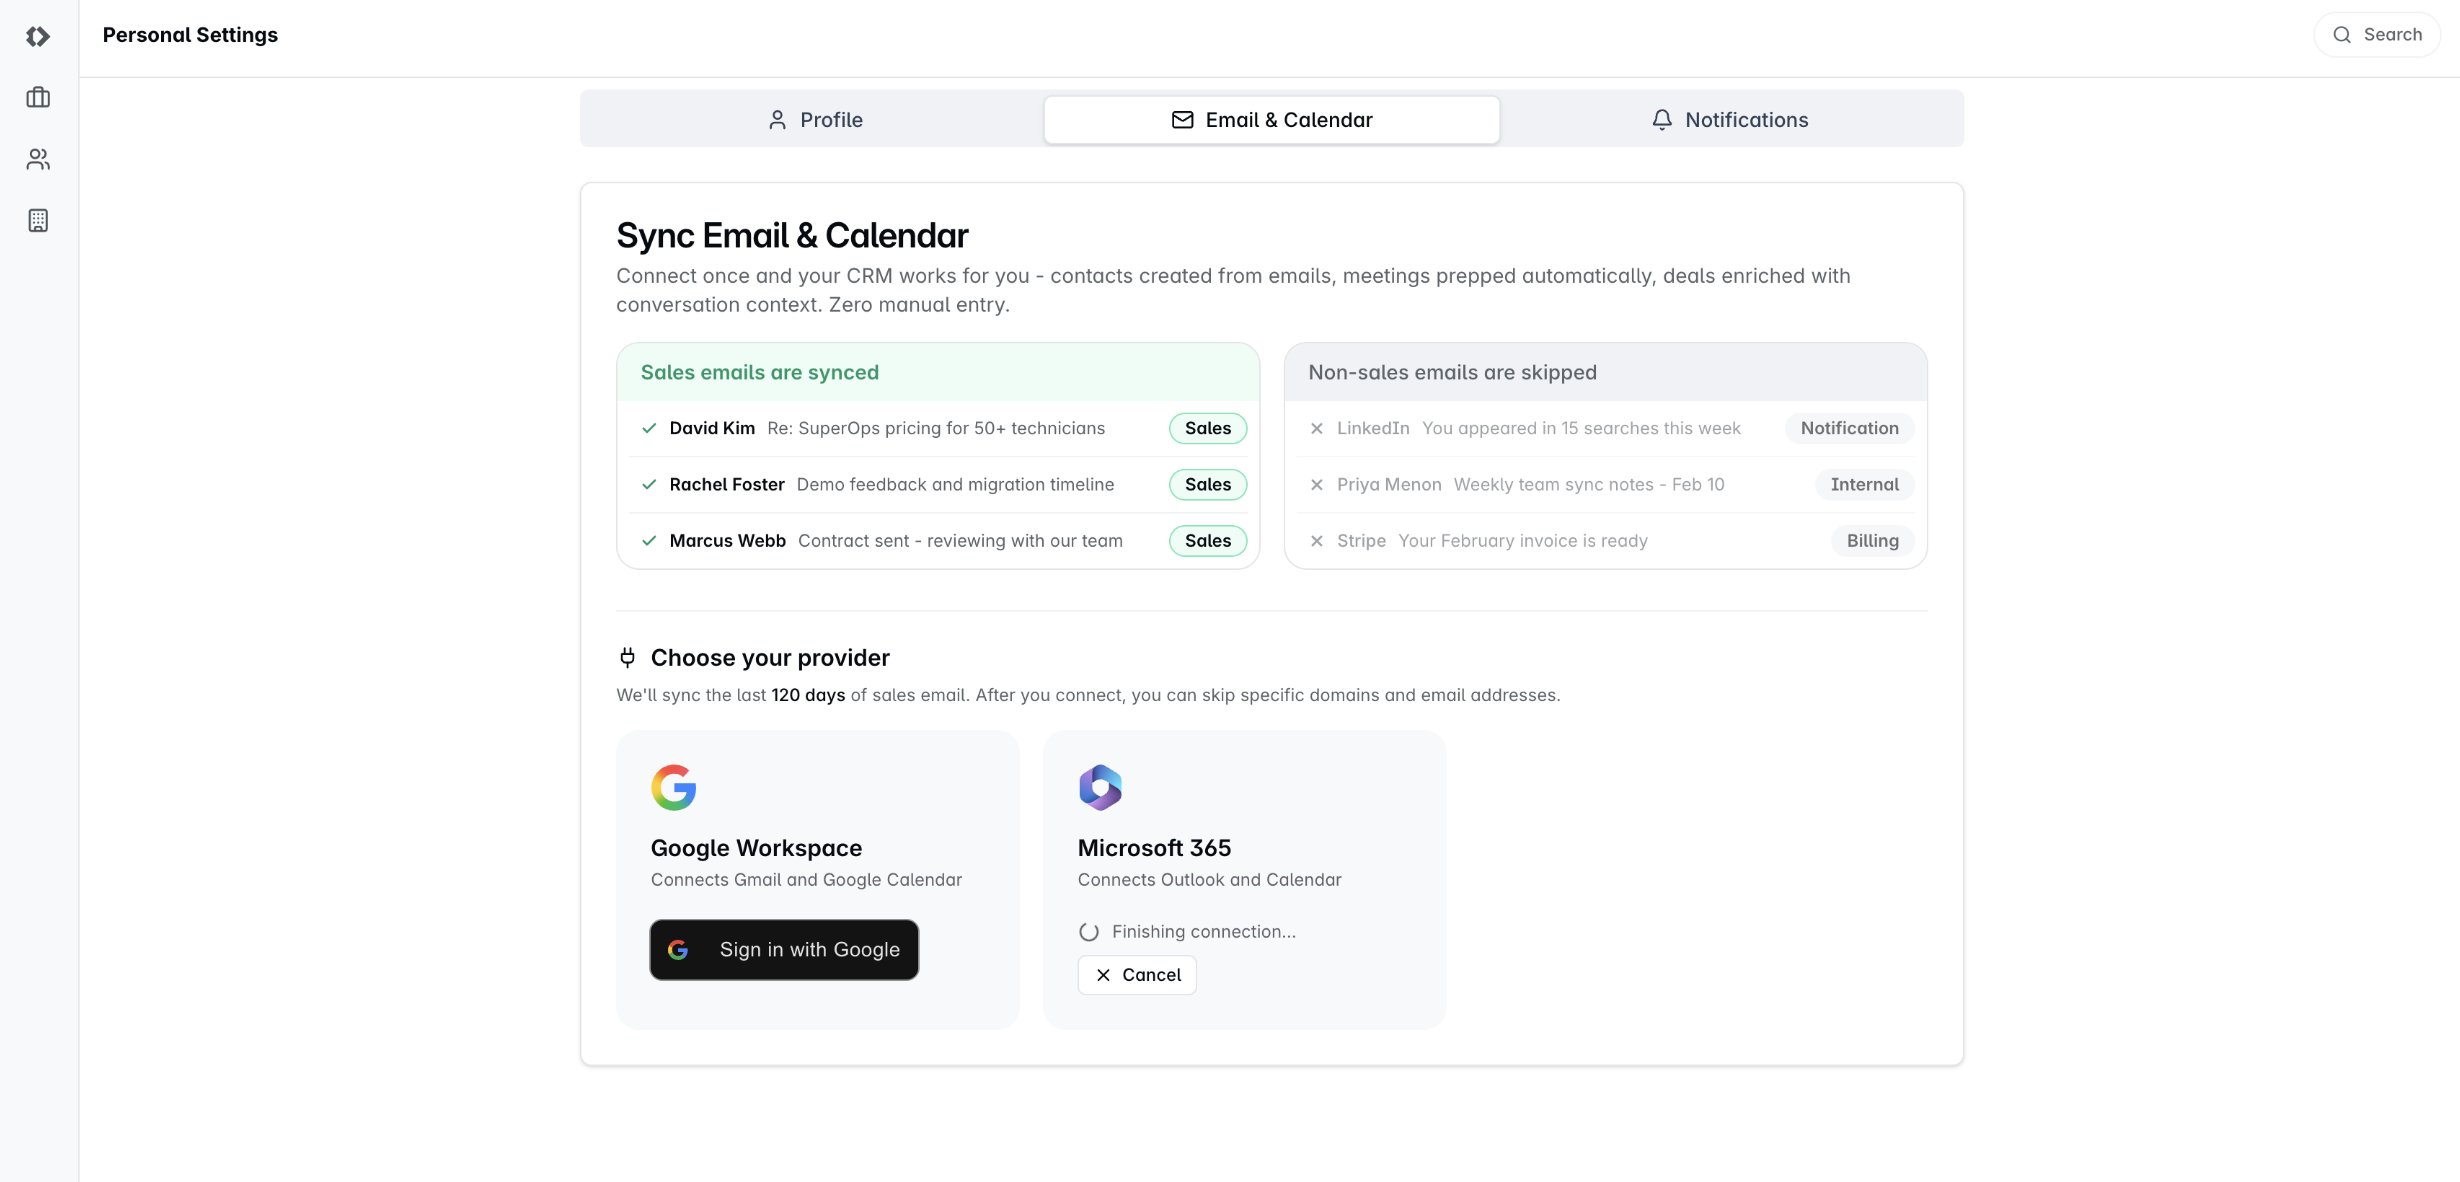 Personal Settings
Search
Profile
Email & Calendar
Notifications
Sync Email & Calendar
Connect once and your CRM works for you - contacts created from emails, meetings prepped automatically, deals enriched with
conversation context. Zero manual entry.
Sales emails are synced
David Kim Re: SuperOps pricing for 50+ technicians Sales
Rachel Foster Demo feedback and migration timeline Sales
Marcus Webb Contract sent - reviewing with our team Sales
Non-sales emails are skipped
LinkedIn You appeared in 15 searches this week Notification
Priya Menon Weekly team sync notes - Feb 10 Internal
Stripe Your February invoice is ready Billing
Choose your provider
We'll sync the last 120 days of sales email. After you connect, you can skip specific domains and email addresses.
Google Workspace
Connects Gmail and Google Calendar
Sign in with Google
Microsoft 365
Connects Outlook and Calendar
Finishing connection...
Cancel